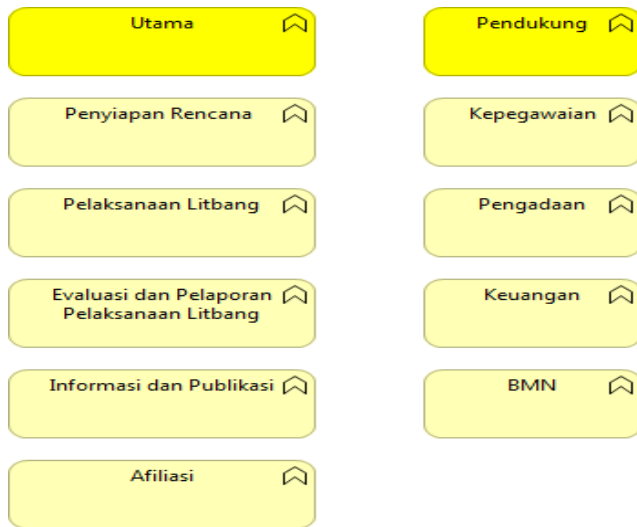 Utama
Penyiapan Rencana
Pelaksanaan Litbang
Evaluasi dan Pelaporan
Pelaksanaan Litbang
Informasi dan Publikasi
Afiliasi
Pendukung
Kepegawaian
Pengadaan
Keuangan
BMN